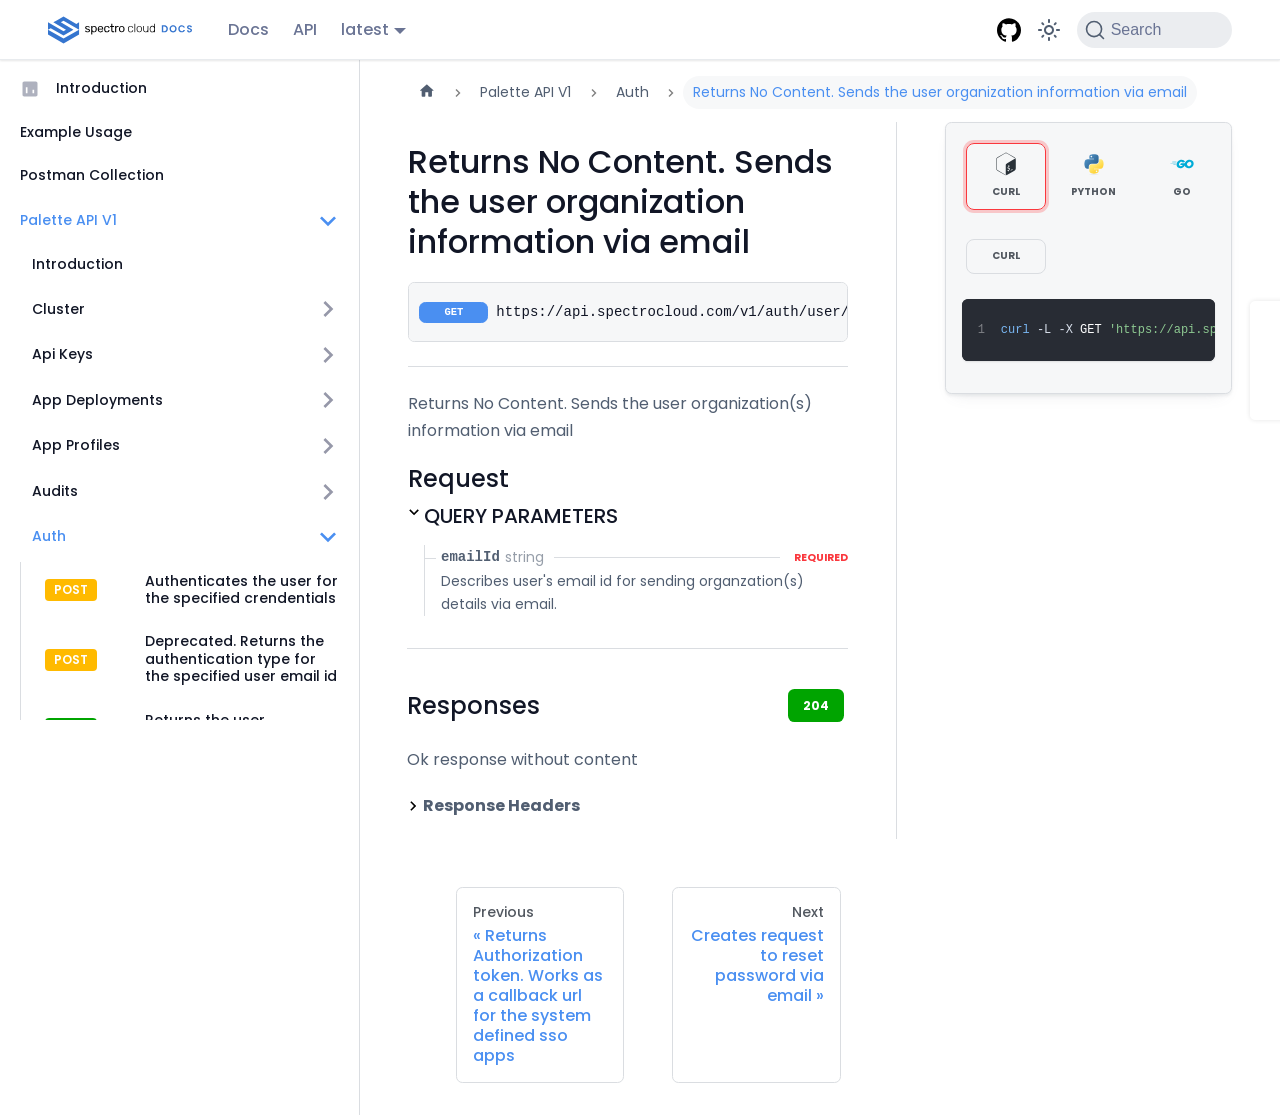 spectro cloud DOCS
Docs
API
latest
Search
Introduction
Example Usage
Postman Collection
Palette API V1
Introduction
Cluster
Api Keys
App Deployments
App Profiles
Audits
Auth
POST
Authenticates the user for
the specified crendentials
POST
Deprecated. Returns the
authentication type for
the specified user email id
Returns the user
Palette API V1
Auth
Returns No Content. Sends the user organization information via email
Returns No Content. Sends
the user organization
information via email
GET
https://api.spectrocloud.com/v1/auth/user/
Returns No Content. Sends the user organization(s)
information via email
Request
QUERY PARAMETERS
emailId string
REQUIRED
Describes user's email id for sending organzation(s)
details via email.
Responses
204
Ok response without content
Response Headers
Previous
« Returns
Authorization
token. Works as
a callback url
for the system
defined sso
apps
Next
Creates request
to reset
password via
email »
CURL
PYTHON
GO
CURL
1 curl -L -X GET 'https://api.sp